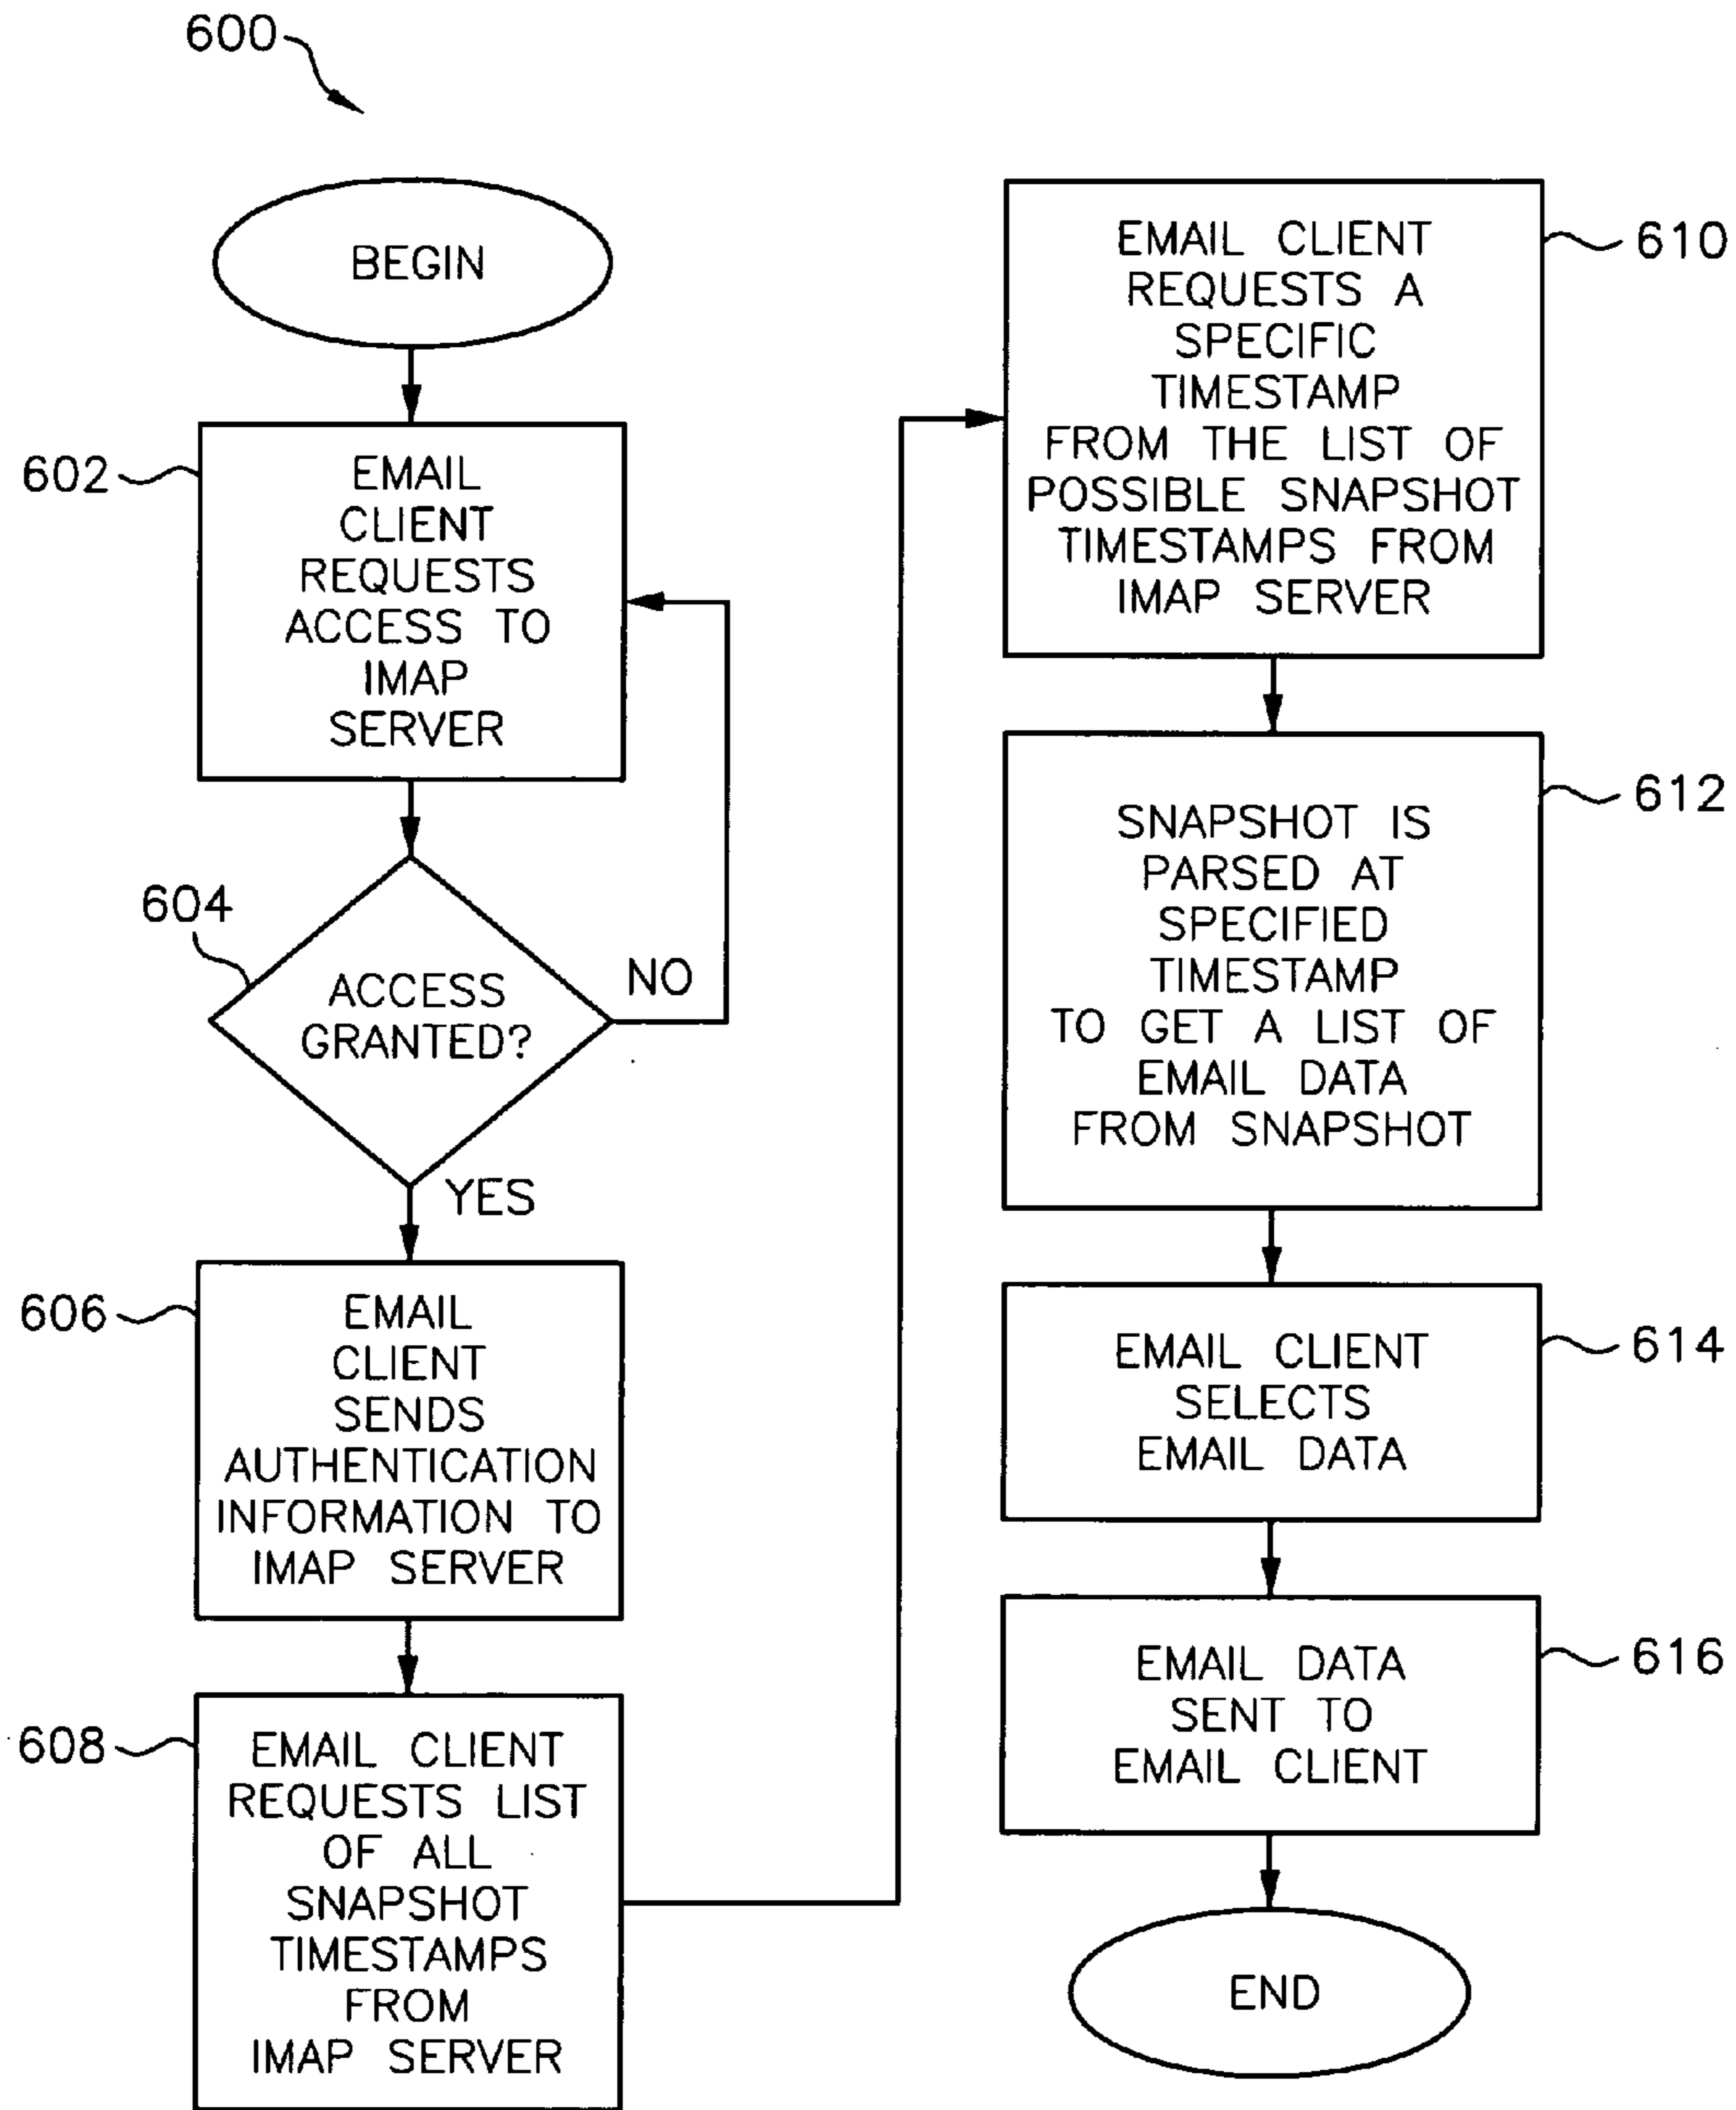 600
BEGIN
602
EMAIL
CLIENT
REQUESTS
ACCESS TO
IMAP
SERVER
604
ACCESS
GRANTED?
NO
YES
606
EMAIL
CLIENT
SENDS
AUTHENTICATION
INFORMATION TO
IMAP SERVER
608
EMAIL CLIENT
REQUESTS LIST
OF ALL
SNAPSHOT
TIMESTAMPS
FROM
IMAP SERVER
610
EMAIL CLIENT
REQUESTS A
SPECIFIC
TIMESTAMP
FROM THE LIST OF
POSSIBLE SNAPSHOT
TIMESTAMPS FROM
IMAP SERVER
612
SNAPSHOT IS
PARSED AT
SPECIFIED
TIMESTAMP
TO GET A LIST OF
EMAIL DATA
FROM SNAPSHOT
614
EMAIL CLIENT
SELECTS
EMAIL DATA
616
EMAIL DATA
SENT TO
EMAIL CLIENT
END